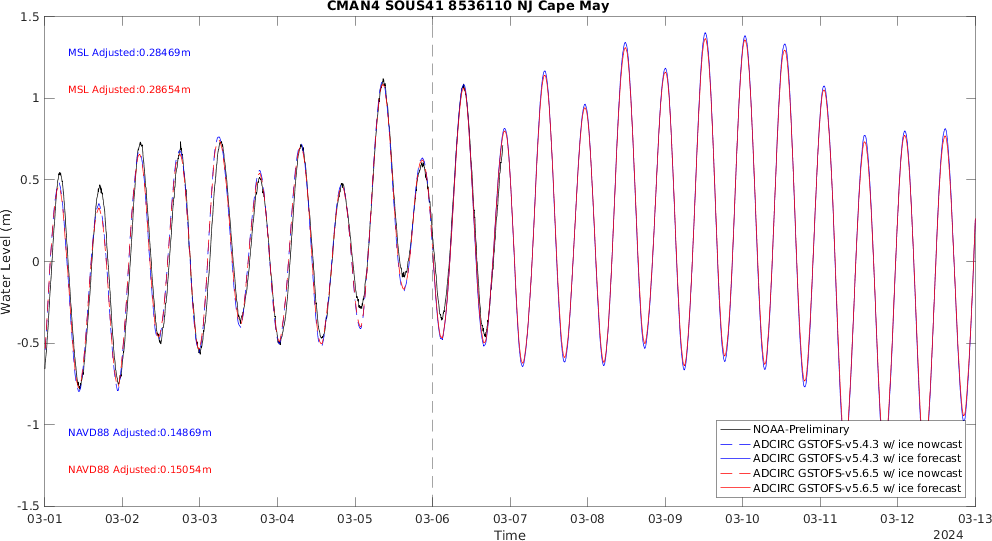 CMAN4 SOUS41 8536110 NJ Cape May
1.5
1
0.5
0
-0.5
-1
-1.5
Water Level (m)
MSL Adjusted:0.28469m
MSL Adjusted:0.28654m
NAVD88 Adjusted:0.14869m
NAVD88 Adjusted:0.15054m
NOAA-Preliminary
ADCIRC GSTOFS-v5.4.3 w/ ice nowcast
ADCIRC GSTOFS-v5.4.3 w/ ice forecast
ADCIRC GSTOFS-v5.6.5 w/ ice nowcast
ADCIRC GSTOFS-v5.6.5 w/ ice forecast
03-01 03-02 03-03 03-04 03-05 03-06 03-07 03-08 03-09 03-10 03-11 03-12 03-13
Time
2024